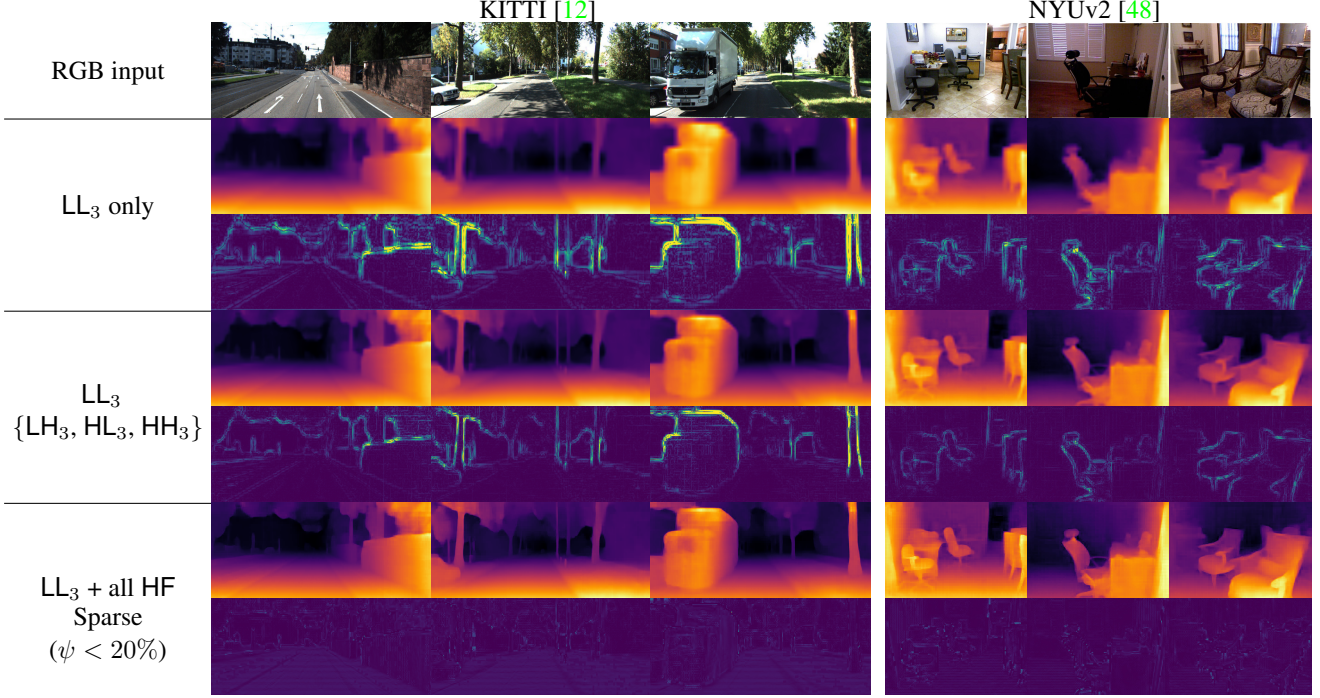 KITTI [12]
NYUv2 [48]
RGB input
LL₃ only
LL₃
{LH₃, HL₃, HH₃}
LL₃ + all HF
Sparse
(ψ < 20%)